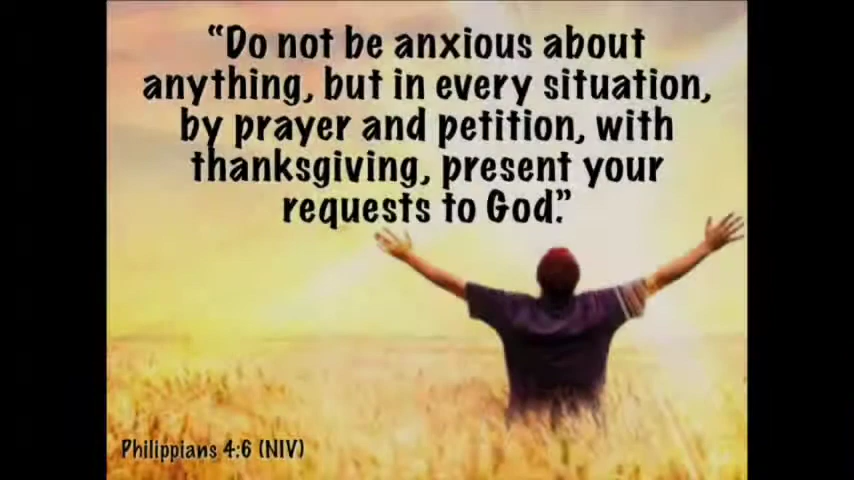 “Do not be anxious about
anything, but in every situation,
by prayer and petition, with
thanksgiving, present your
requests to God.”
Philippians 4:6 (NIV)